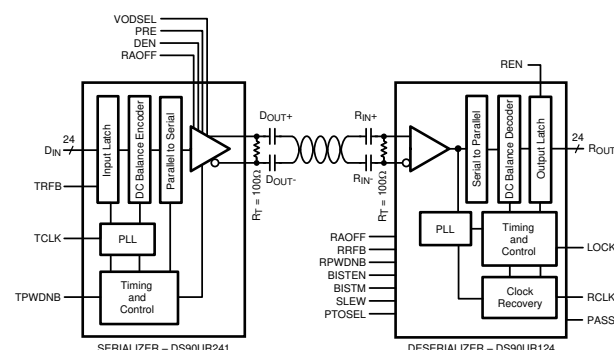 VODSEL
PRE
DEN
RAOFF
REN
24
DIN
Input Latch
DC Balance Encoder
Parallel to Serial
DOUT+
DOUT-
RT = 100Ω
RIN+
RIN-
RT = 100Ω
Serial to Parallel
DC Balance Decoder
Output Latch
24
ROUT
TRFB
TCLK
PLL
TPWDNB
Timing
and
Control
RAOFF
RRFB
RPWDNB
BISTEN
BISTM
SLEW
PTOSEL
PLL
Timing
and
Control
Clock
Recovery
LOCK
RCLK
PASS
SERIALIZER – DS90UR241
DESERIALIZER – DS90UR124